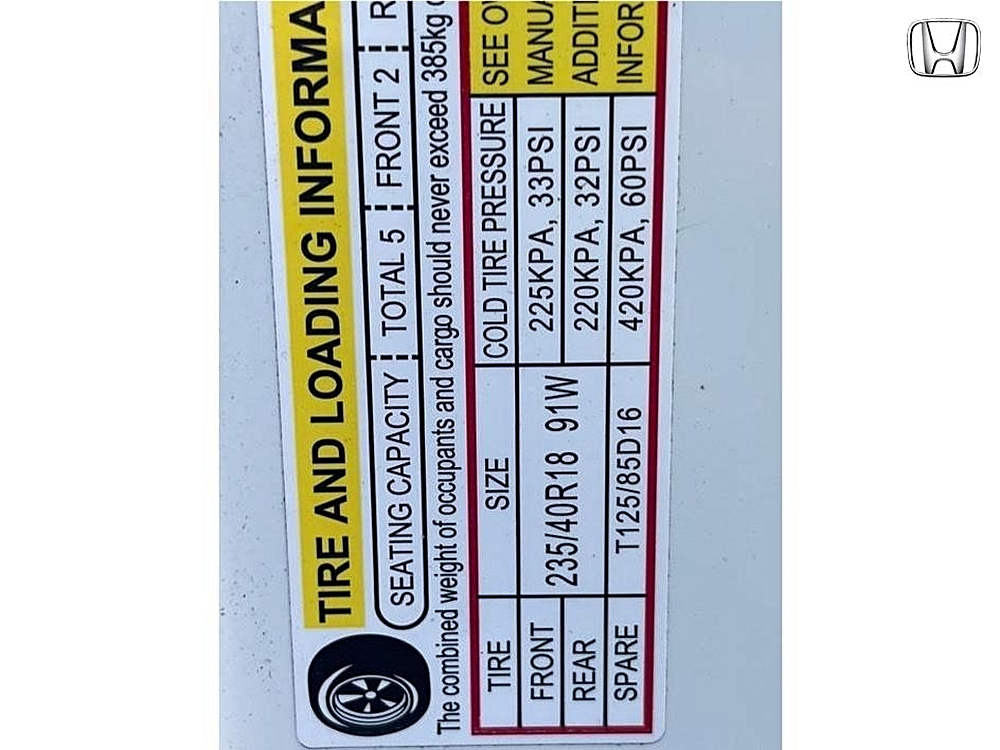 TIRE AND LOADING INFORMA
SEATING CAPACITY TOTAL 5 FRONT 2 R
The combined weight of occupants and cargo should never exceed 385kg
TIRE SIZE COLD TIRE PRESSURE SEE O
FRONT 235/40R18 91W 225KPA, 33PSI MANUA
REAR 220KPA, 32PSI ADDITI
SPARE T125/85D16 420KPA, 60PSI INFOR